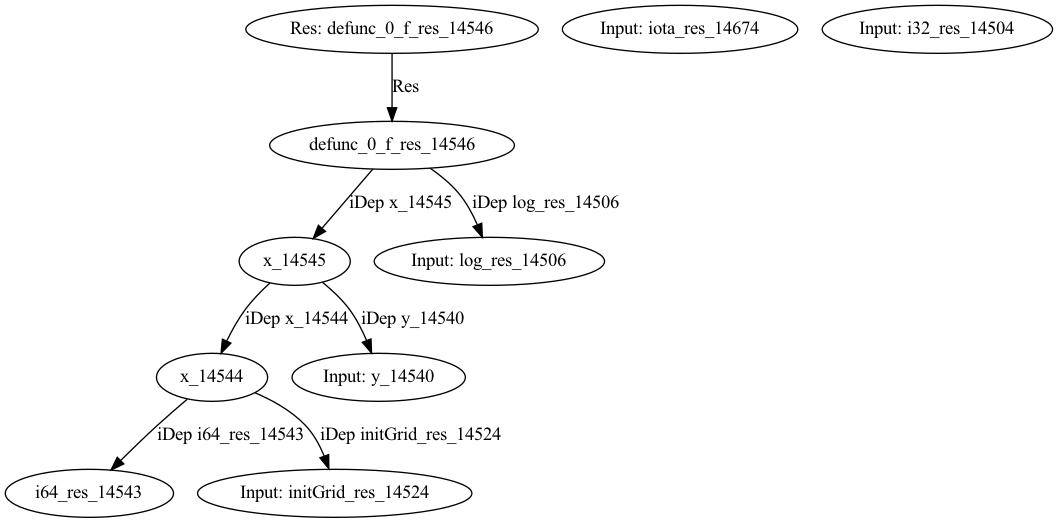 Res: defunc_0_f_res_14546
Input: iota_res_14674
Input: i32_res_14504
Res
defunc_0_f_res_14546
iDep x_14545
iDep log_res_14506
x_14545
Input: log_res_14506
iDep x_14544
iDep y_14540
x_14544
Input: y_14540
iDep i64_res_14543
iDep initGrid_res_14524
i64_res_14543
Input: initGrid_res_14524